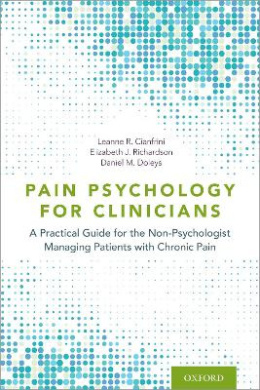 Leanne R. Cianfrini
Elizabeth J. Richardson
Daniel M. Doleys
PAIN PSYCHOLOGY
FOR CLINICIANS
A Practical Guide for the Non-Psychologist
Managing Patients with Chronic Pain
OXFORD